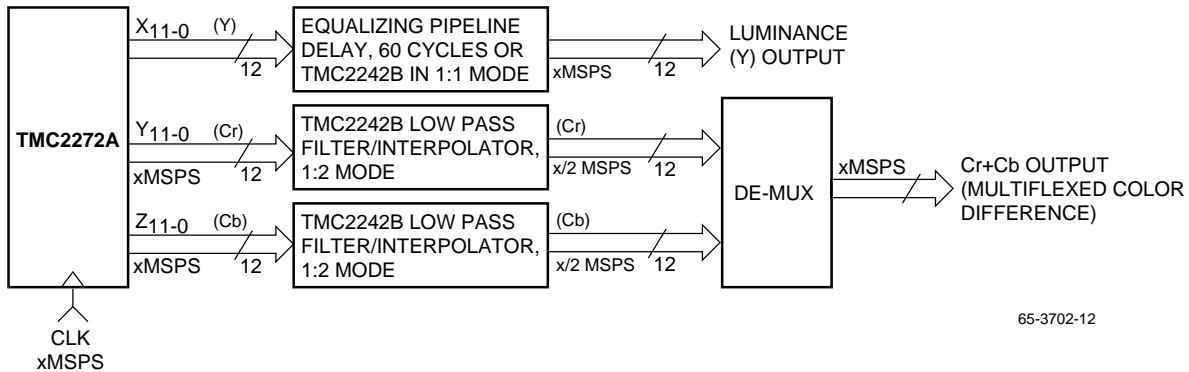 TMC2272A
X11-0 (Y)
12
EQUALIZING PIPELINE
DELAY, 60 CYCLES OR
TMC2242B IN 1:1 MODE
xMSPS
12
LUMINANCE
(Y) OUTPUT
Y11-0 (Cr)
xMSPS
12
TMC2242B LOW PASS
FILTER/INTERPOLATOR,
1:2 MODE
(Cr)
x/2 MSPS
12
Z11-0 (Cb)
xMSPS
12
TMC2242B LOW PASS
FILTER/INTERPOLATOR,
1:2 MODE
(Cb)
x/2 MSPS
12
DE-MUX
xMSPS
12
Cr+Cb OUTPUT
(MULTIFLEXED COLOR
DIFFERENCE)
CLK
xMSPS
65-3702-12